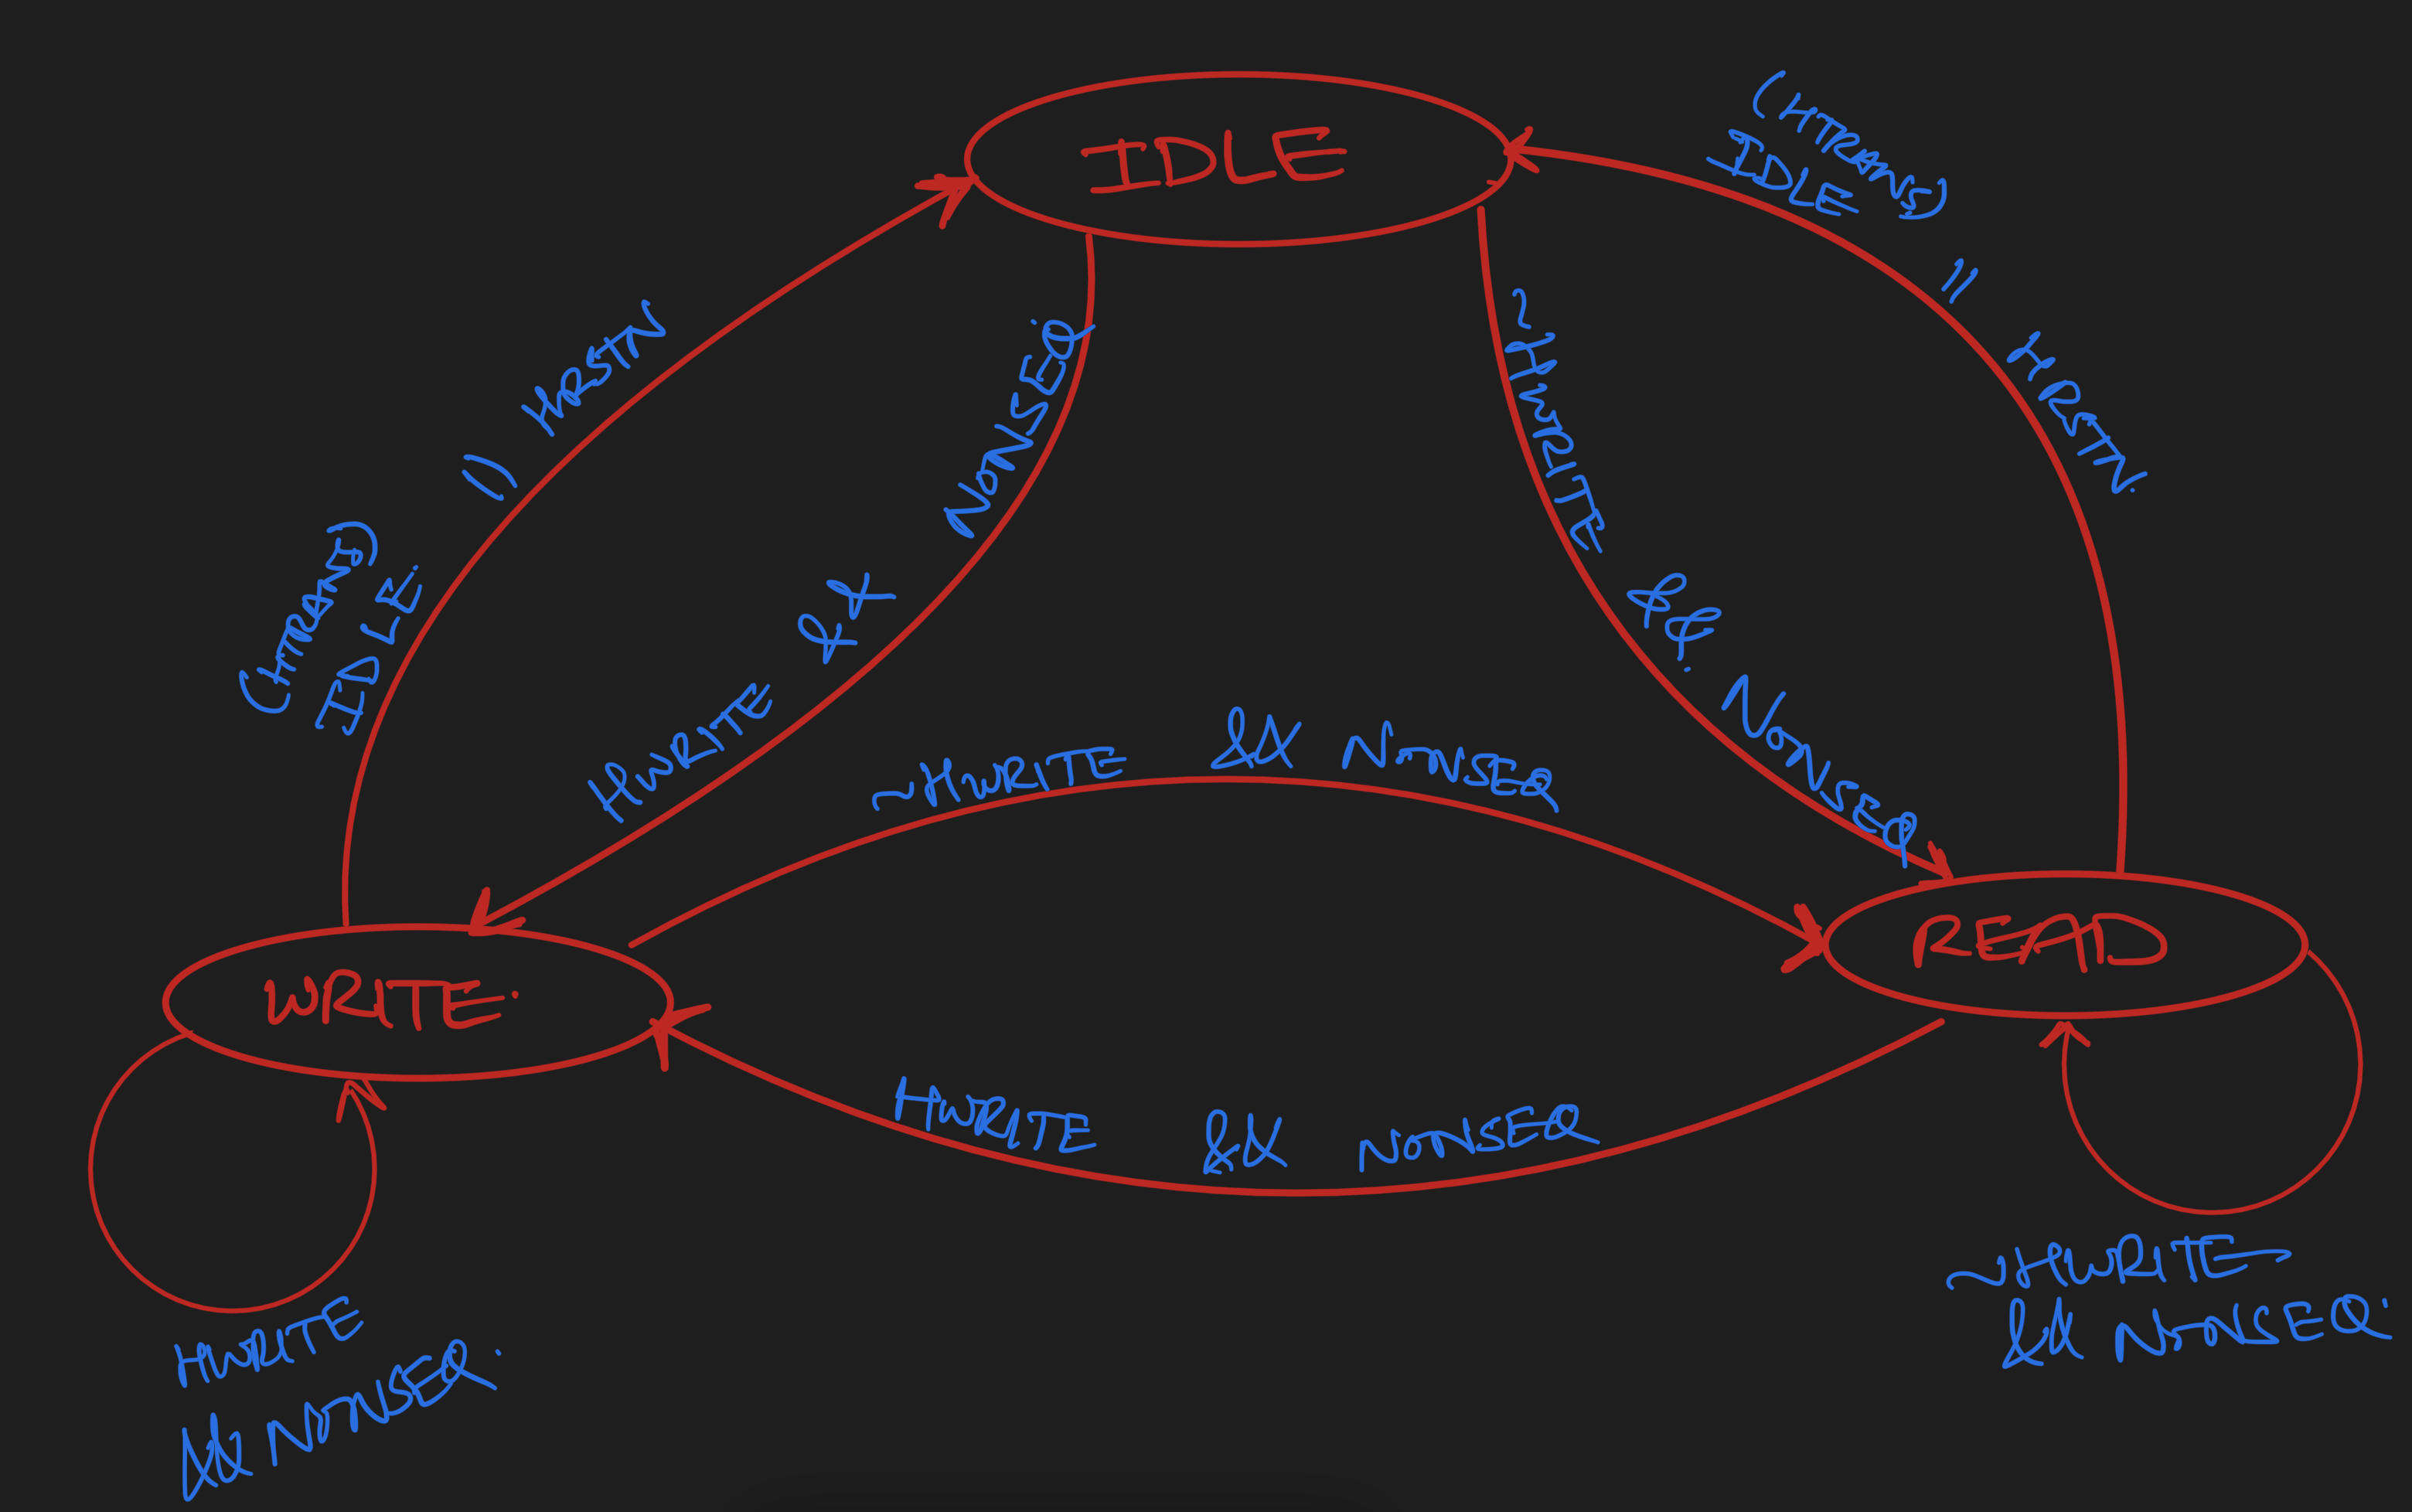 IDLE
(HTRANS)
IDLE
|| HRSTN.
(HTRANS)
IDLE.
|| HRSTN
HWRITE && NONSEQ.
~HWRITE &&. NONSEQ
~HWRITE && NONSEQ
WRITE.
READ
HWRITE && NONSEQ
HWRITE
&& NONSEQ.
~HWRITE
&& NONSEQ.